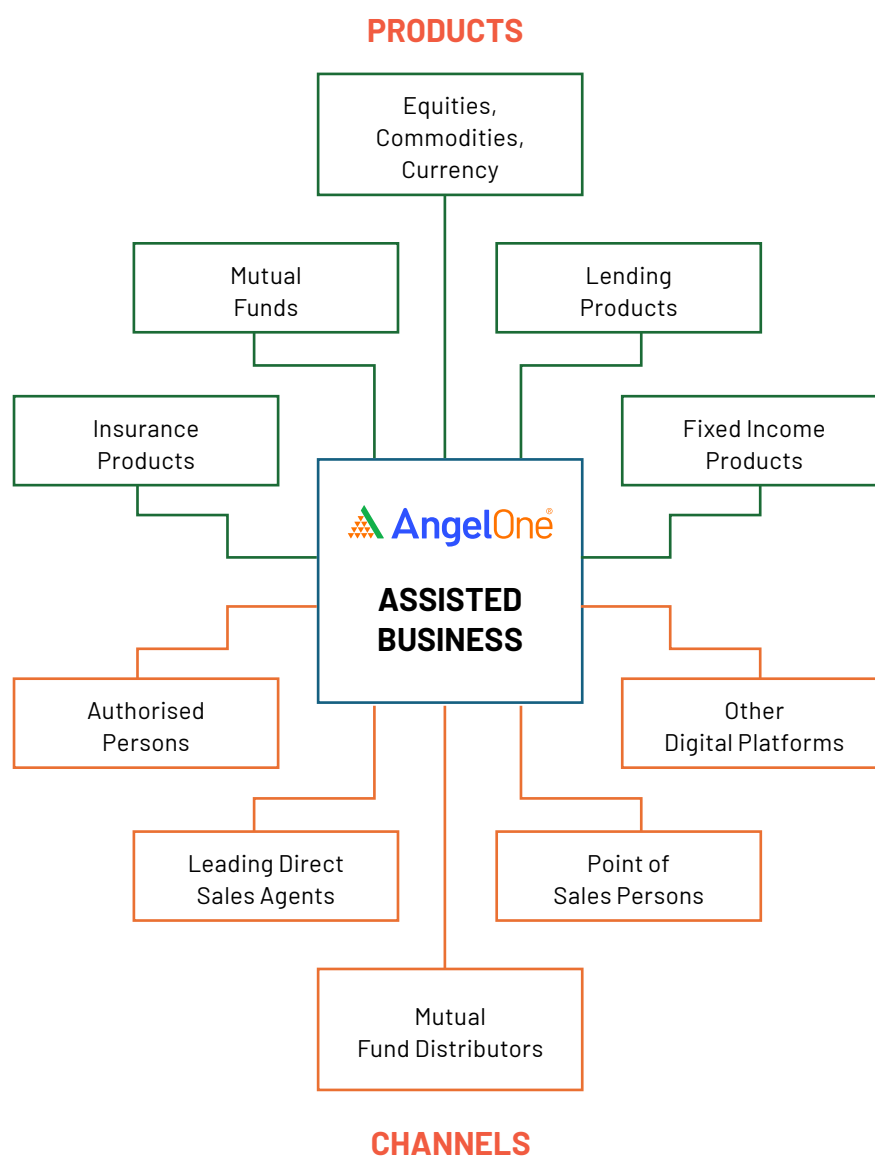 PRODUCTS
Equities,
Commodities,
Currency
Mutual
Funds
Lending
Products
Insurance
Products
Fixed Income
Products
AngelOne®
ASSISTED
BUSINESS
Authorised
Persons
Other
Digital Platforms
Leading Direct
Sales Agents
Point of
Sales Persons
Mutual
Fund Distributors
CHANNELS